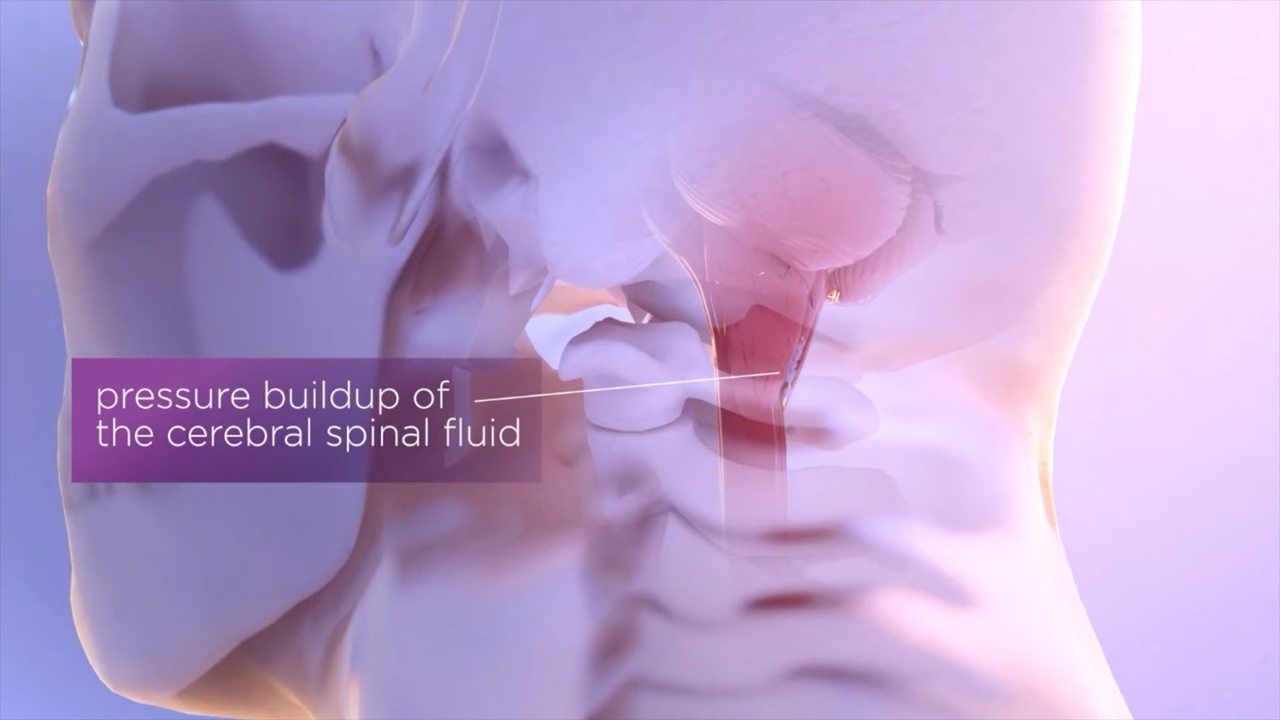 pressure buildup of
the cerebral spinal fluid